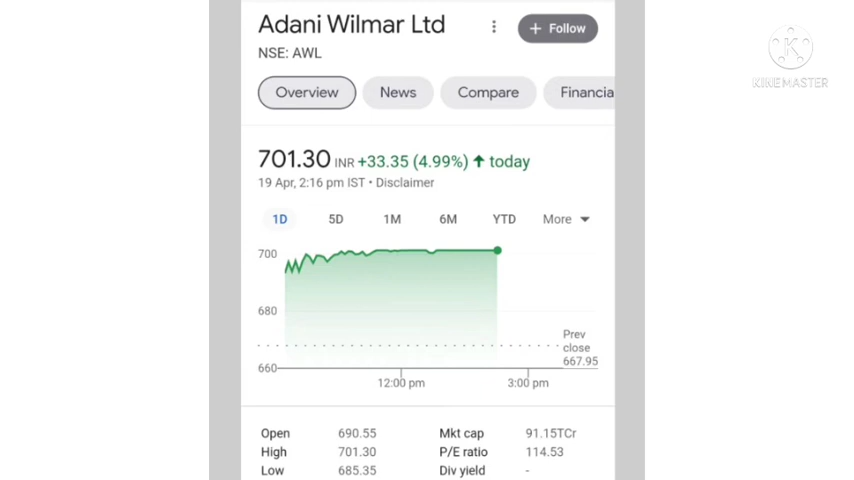 Adani Wilmar Ltd
+ Follow
NSE: AWL
Overview
News
Compare
Financia
701.30 INR +33.35 (4.99%) ↑ today
19 Apr, 2:16 pm IST • Disclaimer
1D 5D 1M 6M YTD More
700
680
660
Prev
close
667.95
12:00 pm 3:00 pm
Open 690.55 Mkt cap 91.15TCr
High 701.30 P/E ratio 114.53
Low 685.35 Div yield -
KINEMASTER